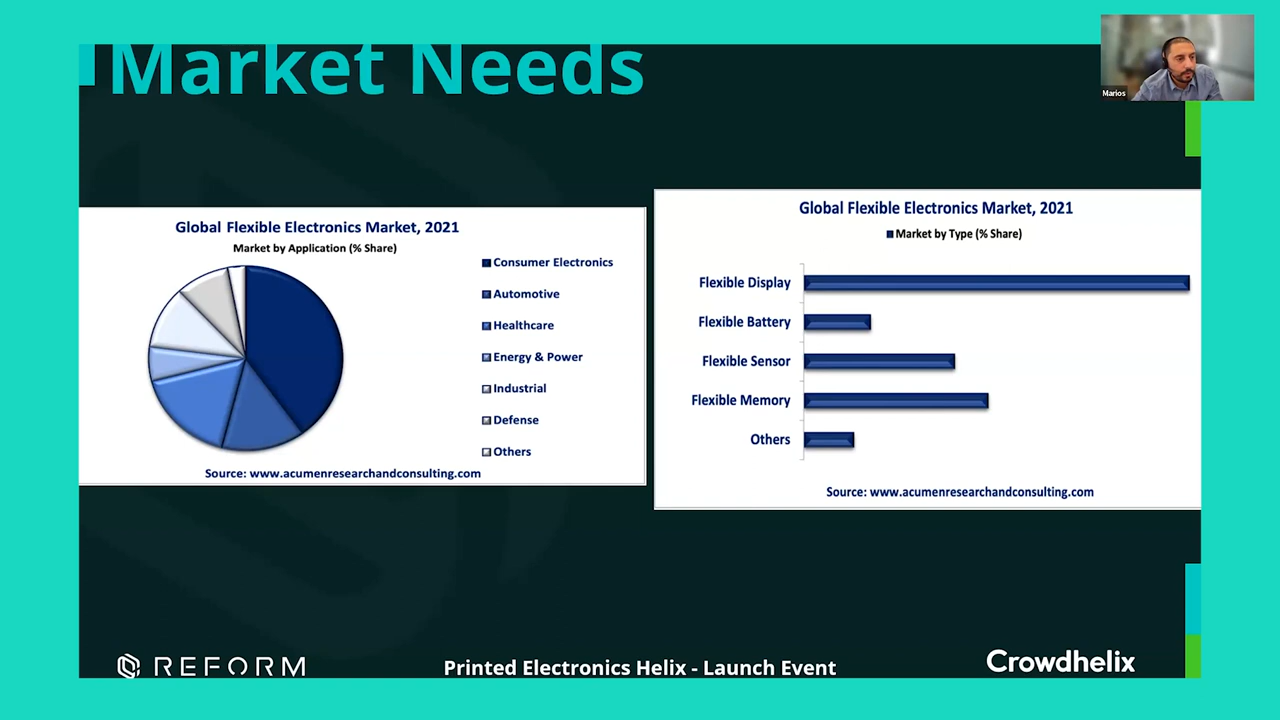 Market Needs
Marios
Global Flexible Electronics Market, 2021
Market by Application (% Share)
Consumer Electronics
Automotive
Healthcare
Energy & Power
Industrial
Defense
Others
Source: www.acumenresearchandconsulting.com
Global Flexible Electronics Market, 2021
Market by Type (% Share)
Flexible Display
Flexible Battery
Flexible Sensor
Flexible Memory
Others
Source: www.acumenresearchandconsulting.com
REFORM
Printed Electronics Helix - Launch Event
Crowdhelix